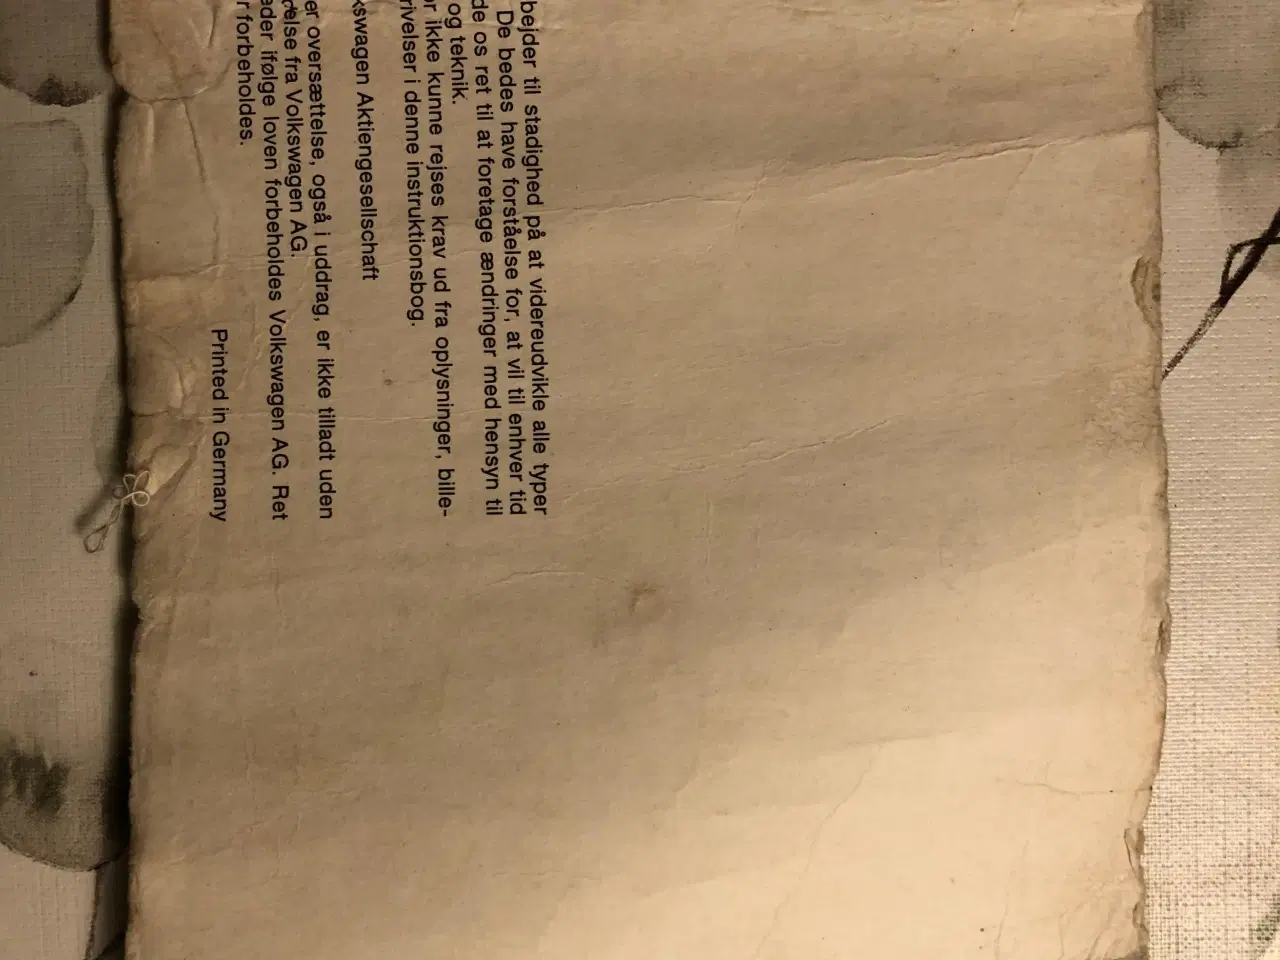 bejder til stadighed på at videreudvikle alle typer
De bedes have forståelse for, at vil til enhver tid
de os ret til at foretage ændringer med hensyn til
og teknik.
ikke kunne rejses krav ud fra oplysninger, bille-
rivelser i denne instruktionsbog.
kswagen Aktiengesellschaft
er oversættelse, også i uddrag, er ikke tilladt uden
delse fra Volkswagen AG.
eder ifølge loven forbeholdes Volkswagen AG. Ret
r forbeholdes.
Printed in Germany